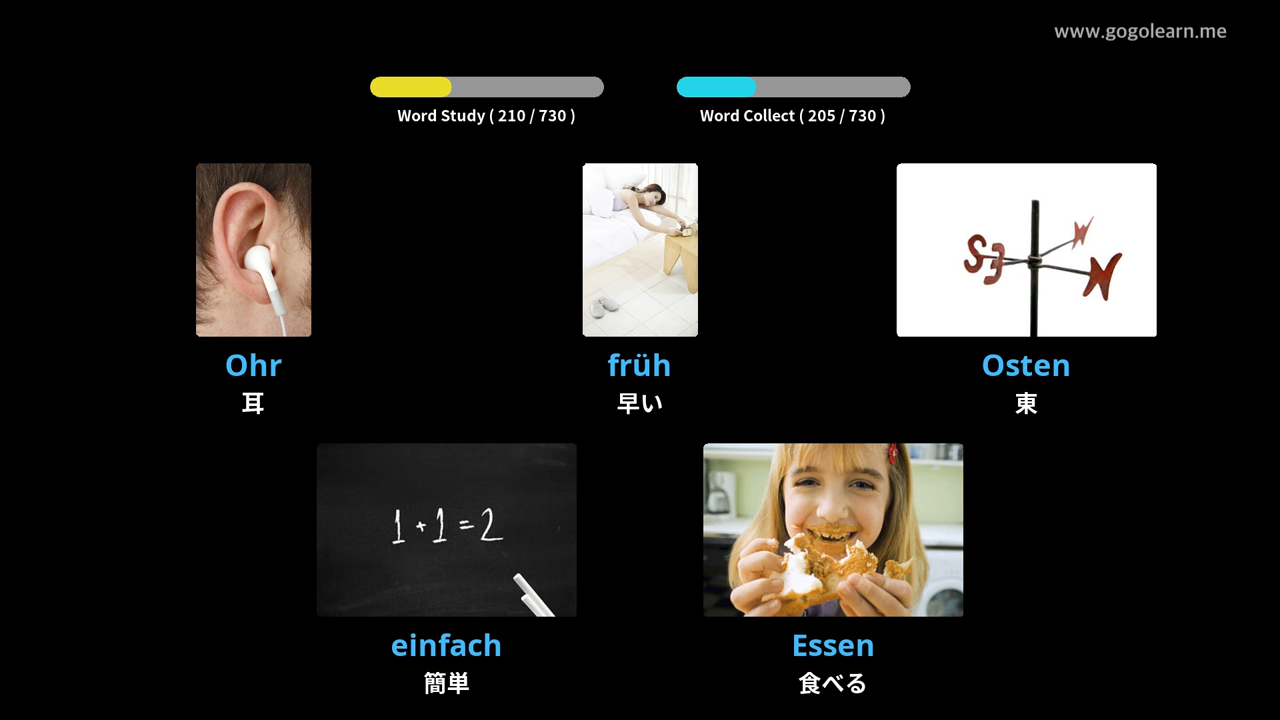 www.gogolearn.me
Word Study ( 210 / 730 )
Word Collect ( 205 / 730 )
Ohr
耳
früh
早い
S
N
Osten
東
1 + 1 = 2
einfach
簡単
Essen
食べる